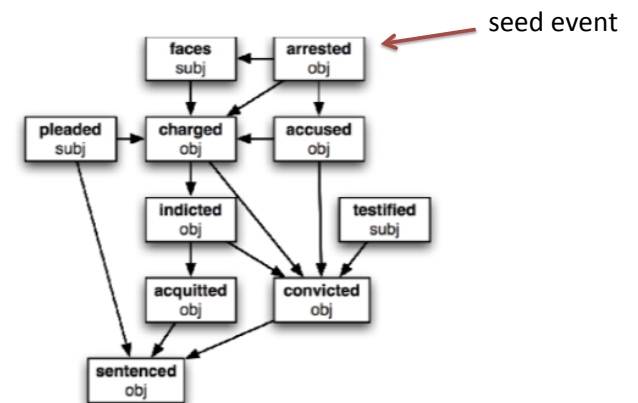 seed event
faces
subj
arrested
obj
pleaded
subj
charged
obj
accused
obj
indicted
obj
testified
subj
acquitted
obj
convicted
obj
sentenced
obj